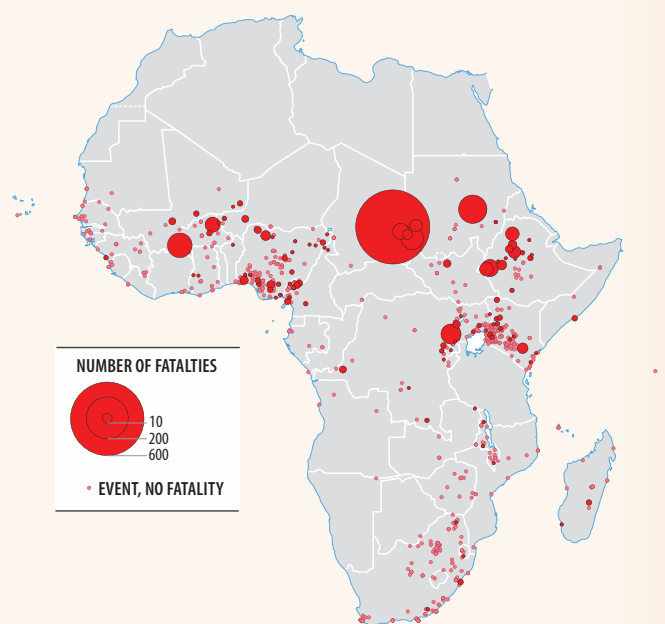 NUMBER OF FATALTIES
10
200
600
EVENT, NO FATALITY